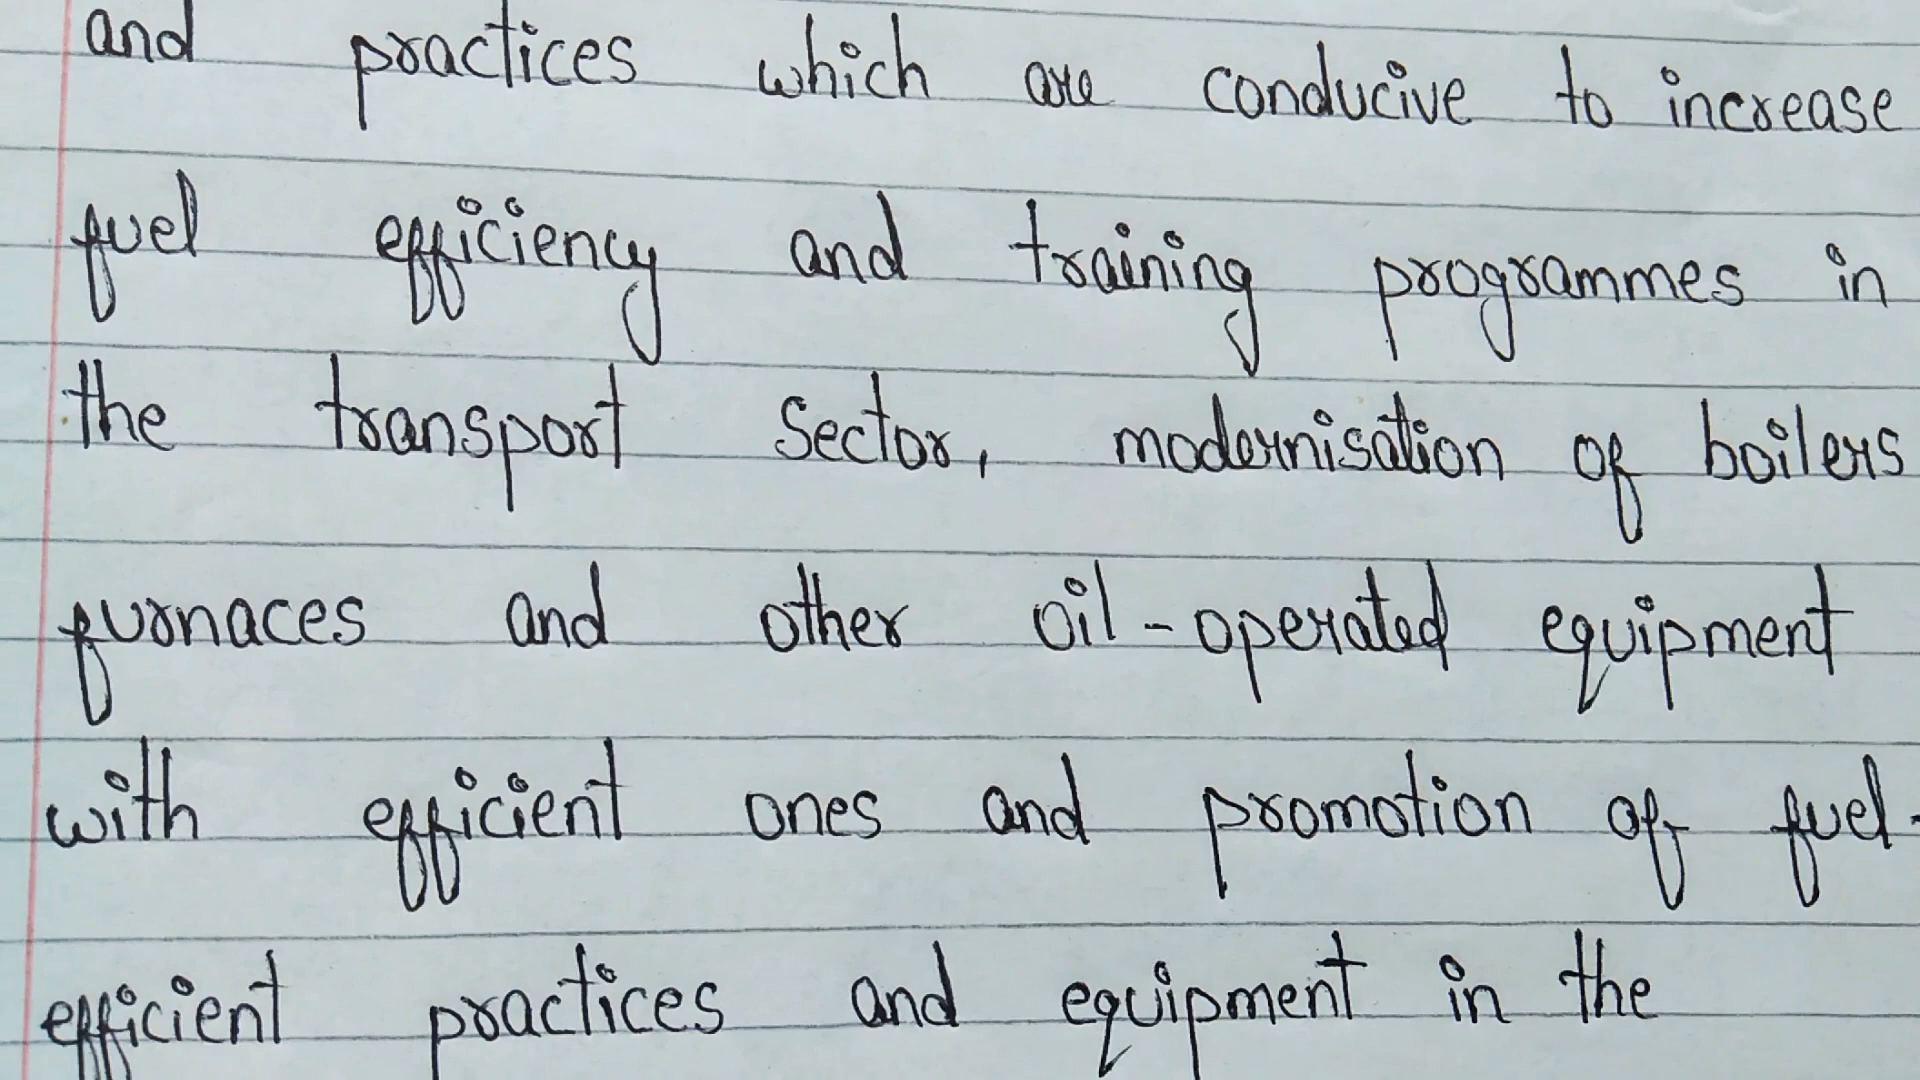 and practices which are conducive to increase
fuel efficiency and training programmes in
the transport Sector, modernisation of boilers
furnaces and other oil-operated equipment
with efficient ones and promotion of fuel-
efficient practices and equipment in the